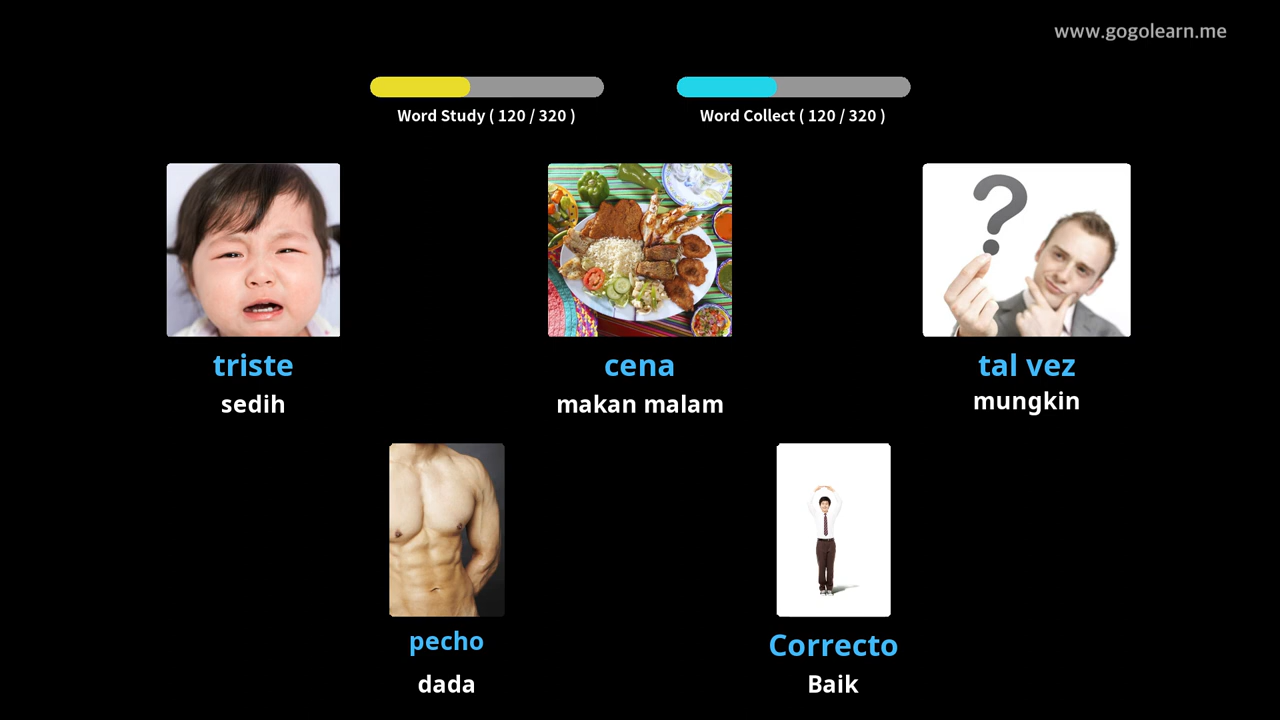 www.gogolearn.me
Word Study ( 120 / 320 )
Word Collect ( 120 / 320 )
triste
sedih
cena
makan malam
tal vez
mungkin
pecho
dada
Correcto
Baik